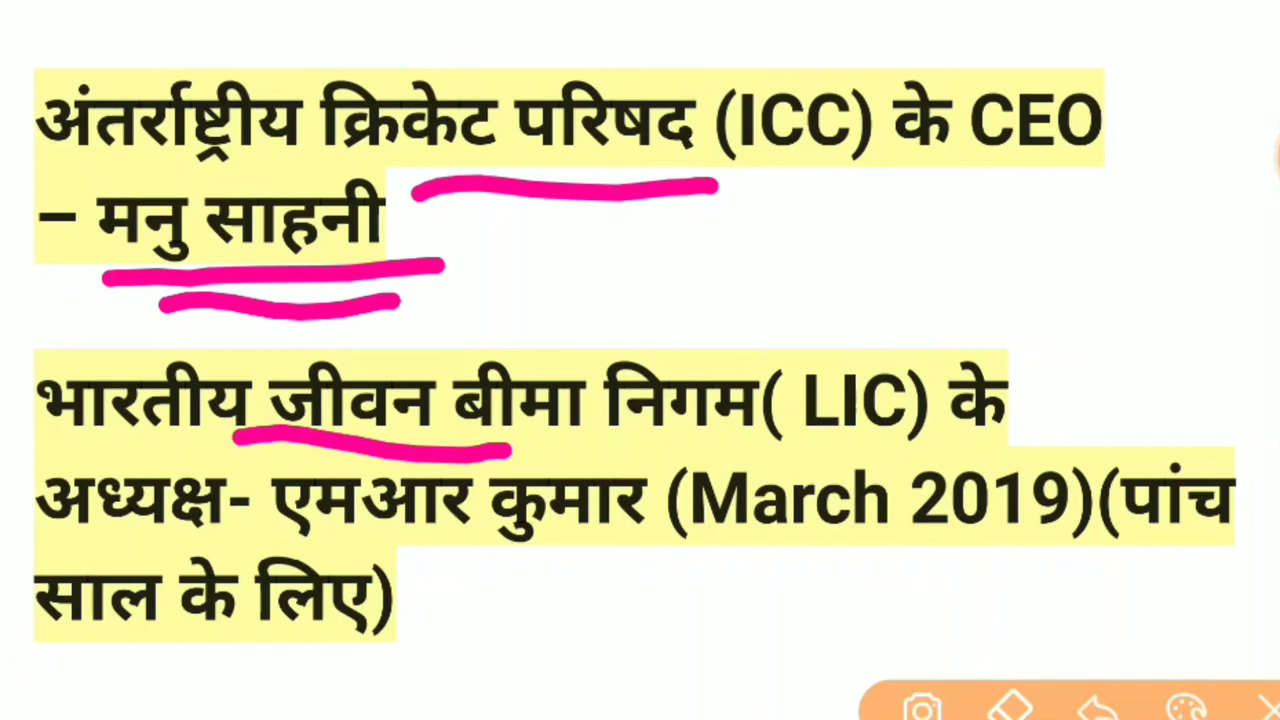 अंतर्राष्ट्रीय क्रिकेट परिषद (ICC) के CEO
– मनु साहनी
भारतीय जीवन बीमा निगम( LIC) के
अध्यक्ष- एमआर कुमार (March 2019)(पांच
साल के लिए)